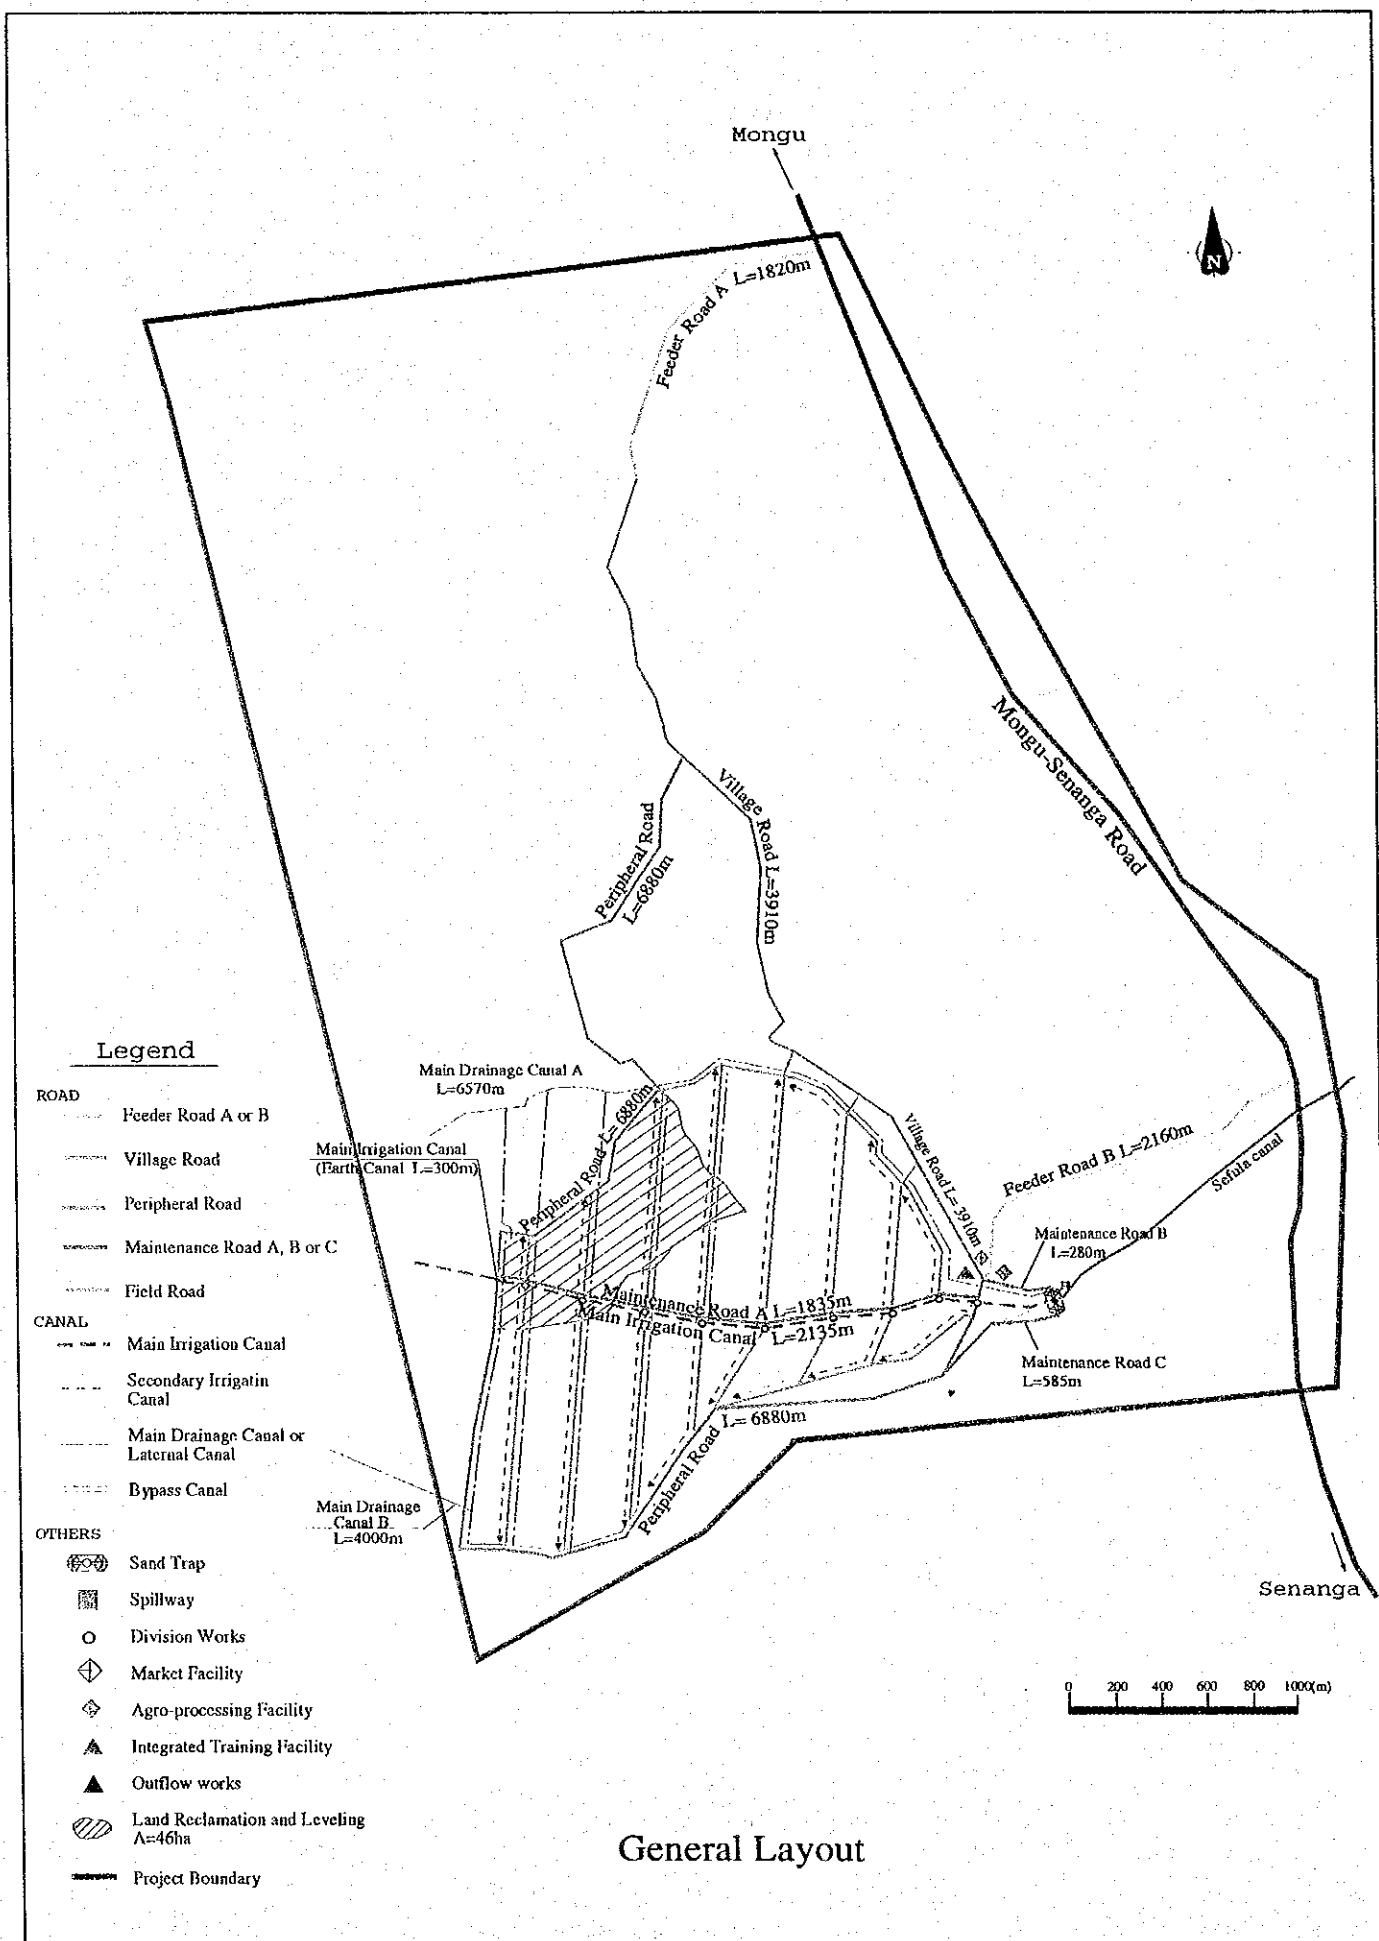 Mongu
N
Feeder Road A L=1820m
Mongu-Senanga Road
Village Road L=3910m
Peripheral Road
L=6880m
Legend
ROAD
Feeder Road A or B
Village Road
Peripheral Road
Maintenance Road A, B or C
Field Road
CANAL
Main Irrigation Canal
Secondary Irrigatin
Canal
Main Drainage Canal or
Laternal Canal
Bypass Canal
OTHERS
Sand Trap
Spillway
Division Works
Market Facility
Agro-processing Facility
Integrated Training Facility
Outflow works
Land Reclamation and Leveling
A=46ha
Project Boundary
Main Drainage Canal A
L=6570m
Main Irrigation Canal
(Earth Canal L=300m)
Peripheral Road L=6880m
Village Road L=3910m
Feeder Road B L=2160m
Sefula canal
Maintenance Road B
L=280m
Maintenance Road A L=1835m
Main Irrigation Canal L=2135m
Maintenance Road C
L=585m
Peripheral Road L=6880m
Main Drainage
Canal B
L=4000m
Senanga
0 200 400 600 800 1000(m)
General Layout